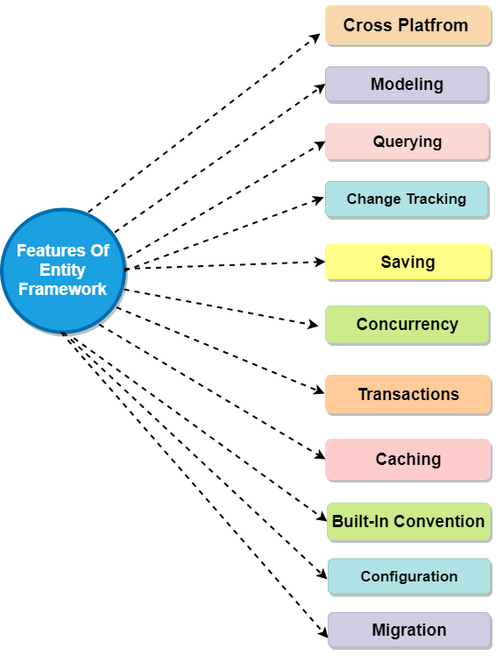 Cross Platfrom
Modeling
Querying
Change Tracking
Features Of
Entity
Framework
Saving
Concurrency
Transactions
Caching
Built-In Convention
Configuration
Migration